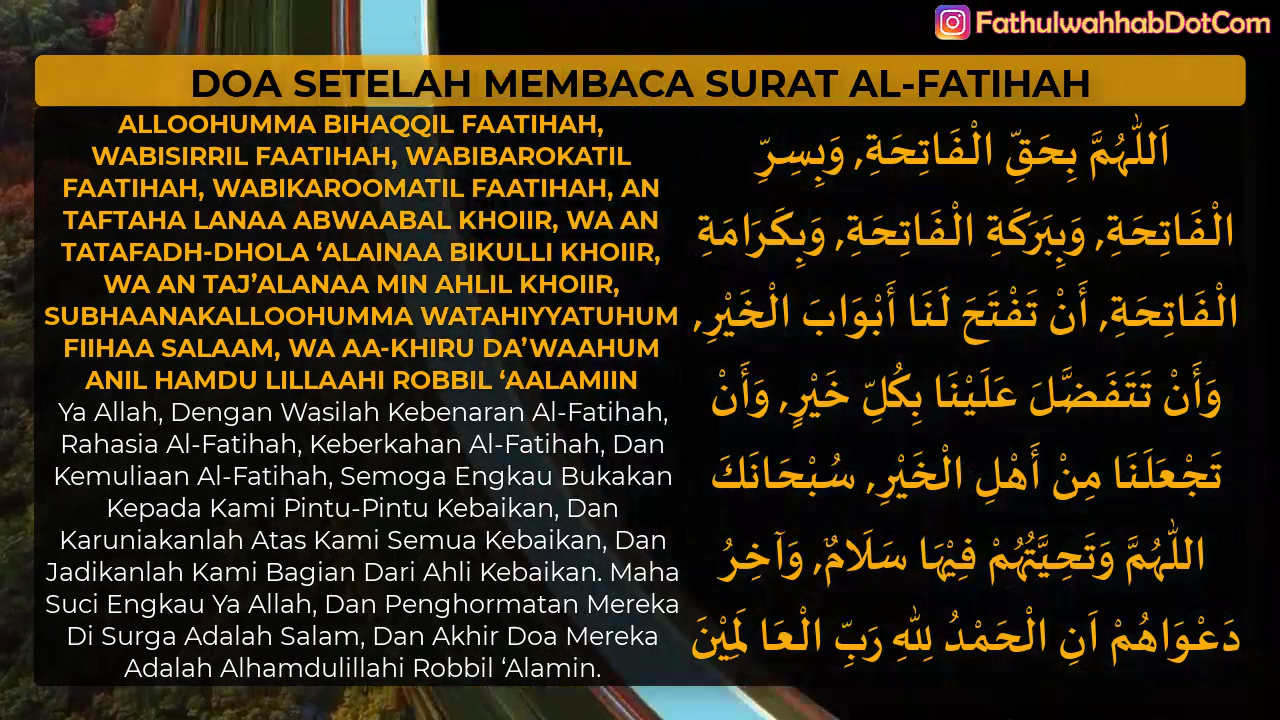 FathulwahhabDotCom
DOA SETELAH MEMBACA SURAT AL-FATIHAH
ALLOOHUMMA BIHAQQIL FAATIHAH,
WABISIRRIL FAATIHAH, WABIBAROKATIL
FAATIHAH, WABIKAROOMATIL FAATIHAH, AN
TAFTAHA LANAA ABWAABAL KHOIIR, WA AN
TATAFADH-DHOLA ‘ALAINAA BIKULLI KHOIIR,
WA AN TAJ’ALANAA MIN AHLIL KHOIIR,
SUBHAANAKALLOOHUMMA WATAHIYYATUHUM
FIIHAA SALAAM, WA AA-KHIRU DA’WAAHUM
ANIL HAMDU LILLAAHI ROBBIL ‘AALAMIIN
Ya Allah, Dengan Wasilah Kebenaran Al-Fatihah,
Rahasia Al-Fatihah, Keberkahan Al-Fatihah, Dan
Kemuliaan Al-Fatihah, Semoga Engkau Bukakan
Kepada Kami Pintu-Pintu Kebaikan, Dan
Karuniakanlah Atas Kami Semua Kebaikan, Dan
Jadikanlah Kami Bagian Dari Ahli Kebaikan. Maha
Suci Engkau Ya Allah, Dan Penghormatan Mereka
Di Surga Adalah Salam, Dan Akhir Doa Mereka
Adalah Alhamdulillahi Robbil ‘Alamin.
اَللّٰهُمَّ بِحَقِّ الْفَاتِحَةِ, وَبِسِرِّ
الْفَاتِحَةِ, وَبِبَرَكَةِ الْفَاتِحَةِ, وَبِكَرَامَةِ
الْفَاتِحَةِ, أَنْ تَفْتَحَ لَنَا أَبْوَابَ الْخَيْرِ,
وَأَنْ تَتَفَضَّلَ عَلَيْنَا بِكُلِّ خَيْرٍ, وَأَنْ
تَجْعَلَنَا مِنْ أَهْلِ الْخَيْرِ, سُبْحَانَكَ
اللّٰهُمَّ وَتَحِيَّتُهُمْ فِيْهَا سَلَامٌ, وَآخِرُ
دَعْوَاهُمْ اَنِ الْحَمْدُ لِلّٰهِ رَبِّ الْعَا لَمِيْنَ